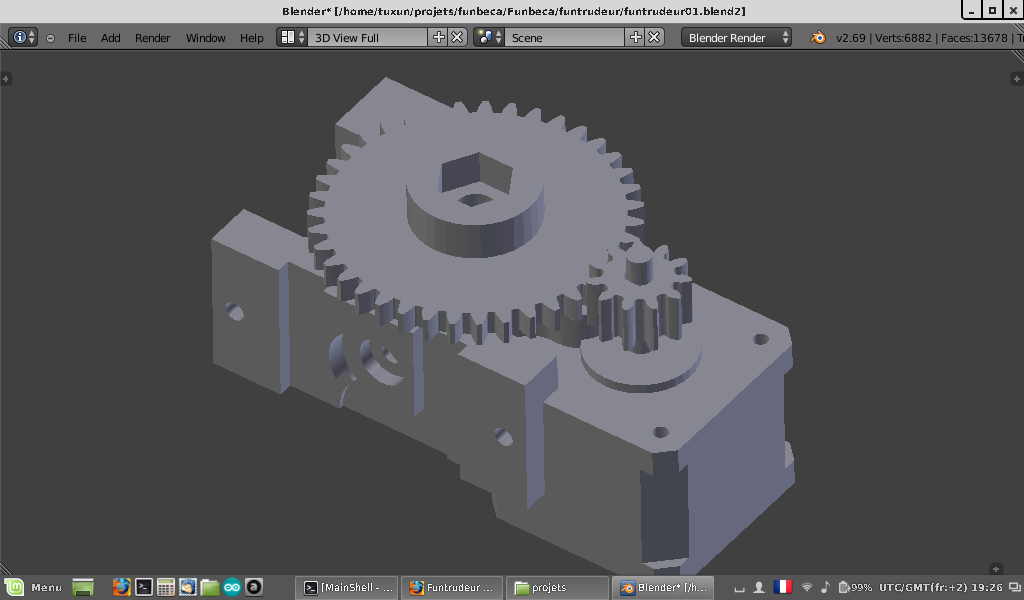 Blender* [/home/tuxun/projets/funbeca/Funbeca/funtrudeur/funtrudeur01.blend2]
File Add Render Window Help 3D View Full Scene Blender Render v2.69 | Verts:6882 | Faces:13678 | Tr
Menu [MainShell - ... Funtrudeur ... projets Blender* [/h... 99% UTC/GMT(fr:+2) 19:26